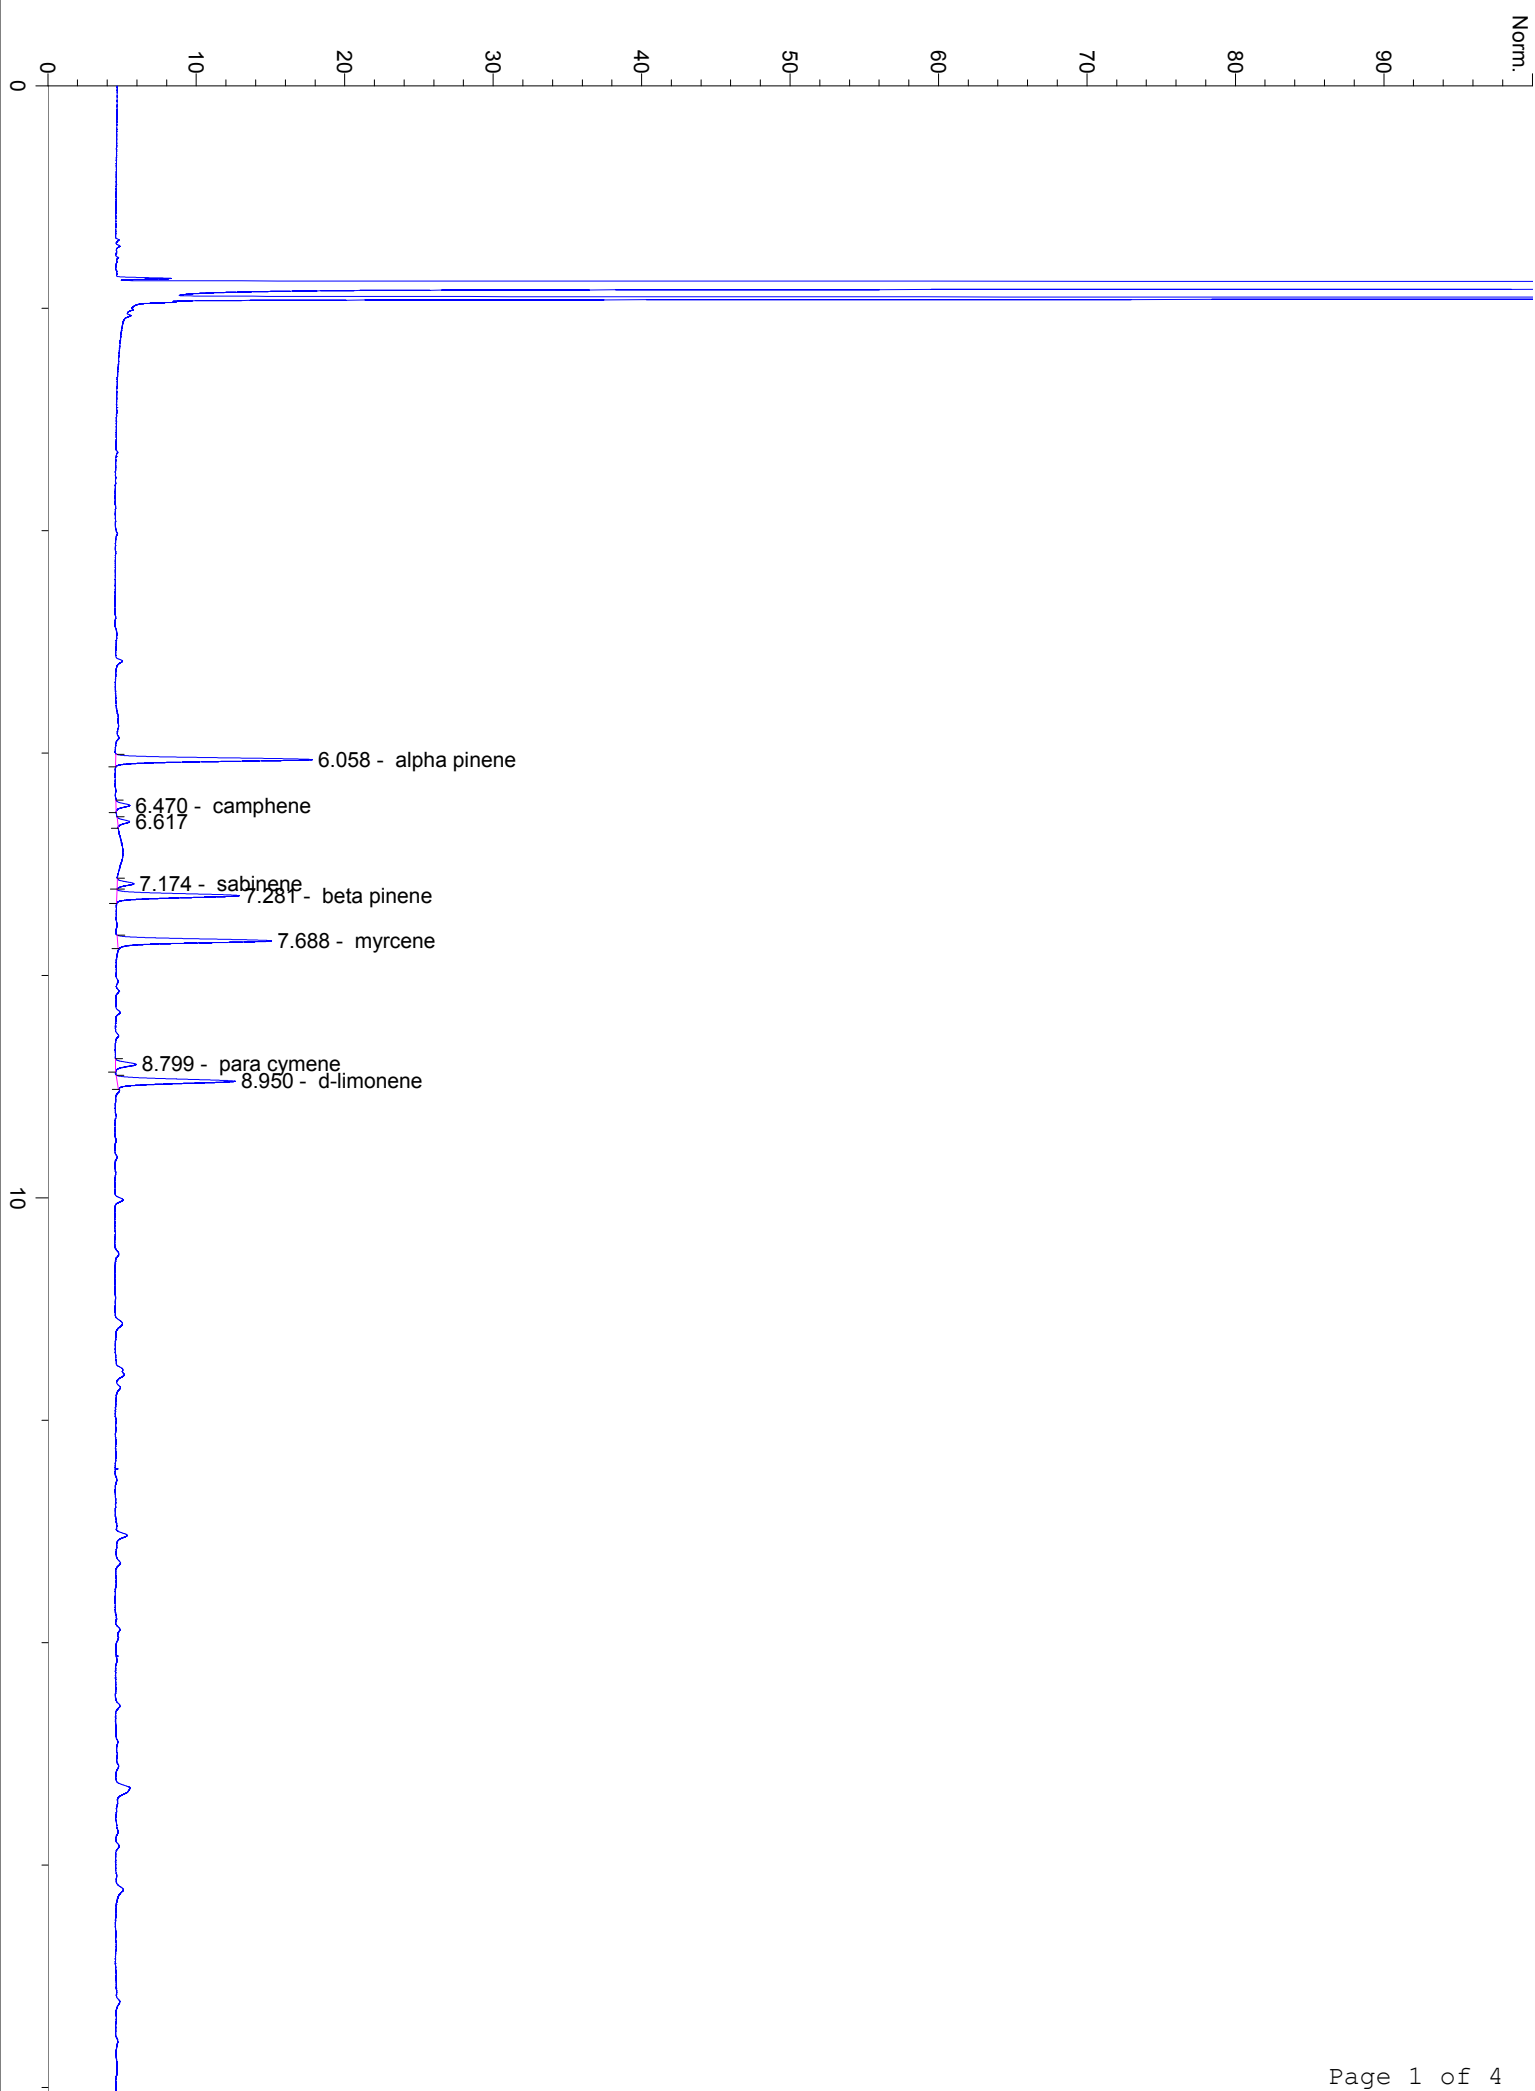 Norm.
0
10
20
30
40
50
60
70
80
90
0
6.058 - alpha pinene
6.470 - camphene
6.617
7.174 - sabinene
7.281 - beta pinene
7.688 - myrcene
8.799 - para cymene
8.950 - d-limonene
10
Page 1 of 4